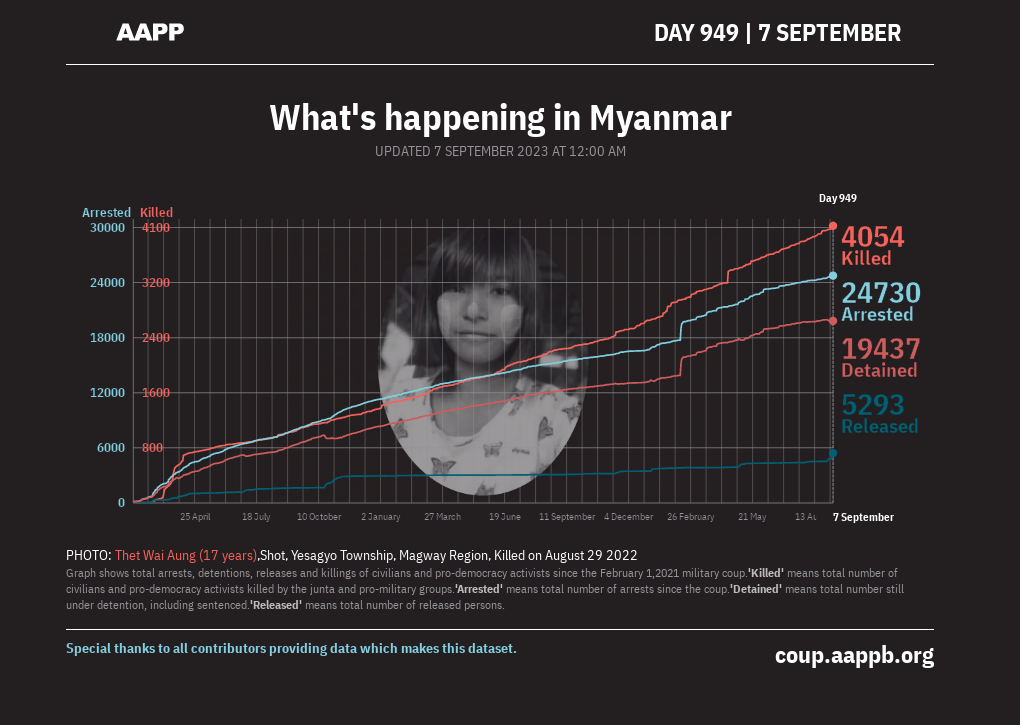 AAPP
DAY 949 | 7 SEPTEMBER
What's happening in Myanmar
UPDATED 7 SEPTEMBER 2023 AT 12:00 AM
Day 949
Arrested Killed
30000 4100
24000 3200
18000 2400
12000 1600
6000 800
0
4054
Killed
24730
Arrested
19437
Detained
5293
Released
25 April 18 July 10 October 2 January 27 March 19 June 11 September 4 December 26 February 21 May 13 Au 7 September
PHOTO: Thet Wai Aung (17 years),Shot, Yesagyo Township, Magway Region, Killed on August 29 2022
Graph shows total arrests, detentions, releases and killings of civilians and pro-democracy activists since the February 1,2021 military coup.'Killed' means total number of
civilians and pro-democracy activists killed by the junta and pro-military groups.'Arrested' means total number of arrests since the coup.'Detained' means total number still
under detention, including sentenced.'Released' means total number of released persons.
Special thanks to all contributors providing data which makes this dataset.
coup.aappb.org